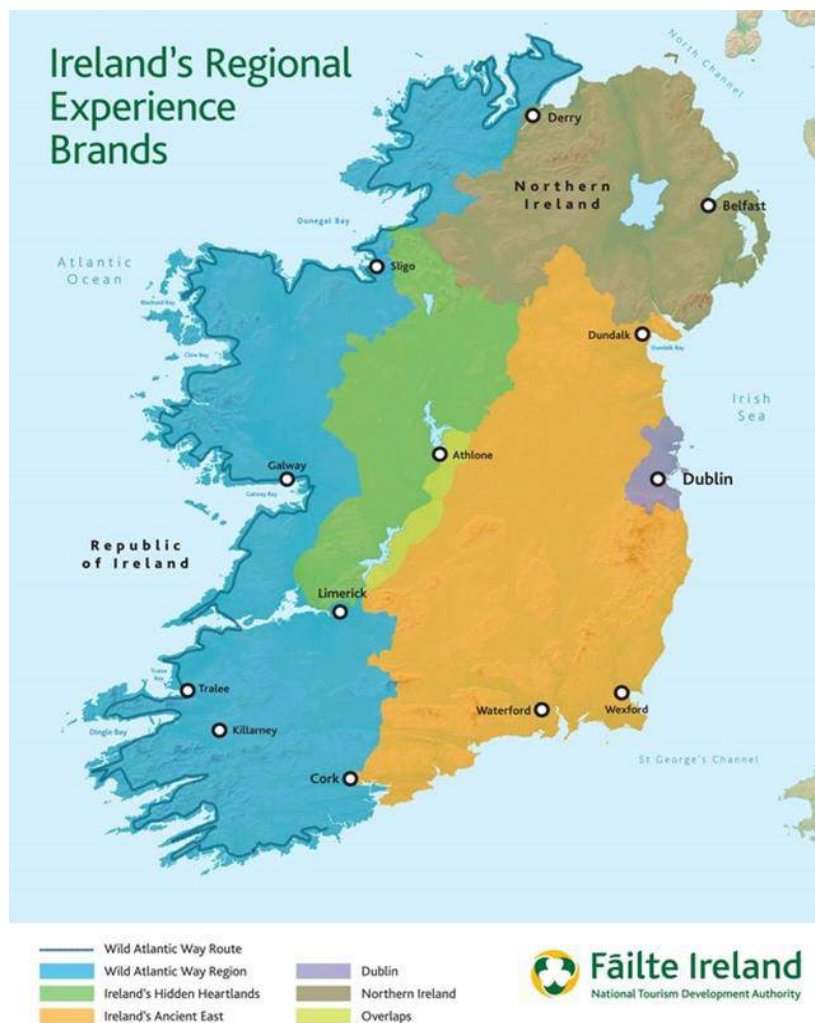 Ireland's Regional
Experience
Brands
North Channel
Derry
Northern
Ireland
Belfast
Donegal Bay
Atlantic
Ocean
Sligo
Blacksod Bay
Dundalk
Dundalk Bay
Clew Bay
Irish
Sea
Athlone
Galway
Galway Bay
Dublin
Republic
of Ireland
Limerick
Tralee
Bay
Tralee
Wexford
Waterford
Killarney
Dingle Bay
St George's Channel
Cork
Wild Atlantic Way Route
Wild Atlantic Way Region
Ireland's Hidden Heartlands
Ireland's Ancient East
Dublin
Northern Ireland
Overlaps
Fāilte Ireland
National Tourism Development Authority